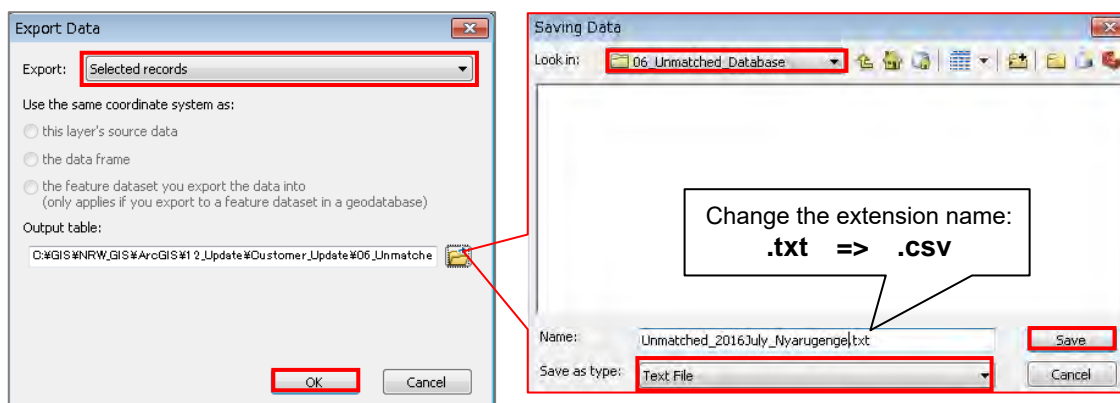 Export Data
Export: Selected records
Use the same coordinate system as:
this layer's source data
the data frame
the feature dataset you export the data into
(only applies if you export to a feature dataset in a geodatabase)
Output table:
C:¥GIS¥NRW_GIS¥ArcGIS¥12_Update¥Customer_Update¥06_Unmatche
OK Cancel
Saving Data
Look in: 06_Unmatched_Database
Change the extension name:
.txt => .csv
Name: Unmatched_2016July_Nyarugenge.txt Save
Save as type: Text File Cancel